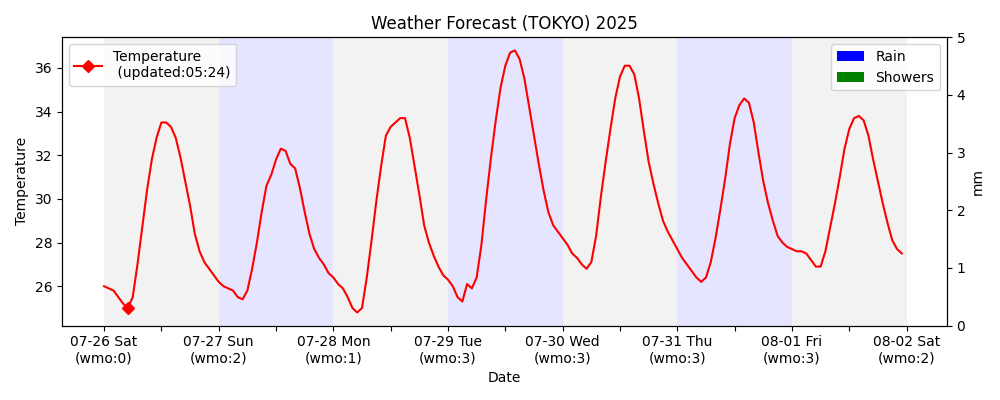 Weather Forecast (TOKYO) 2025
Temperature
(updated:05:24)
Rain
Showers
36
34
32
30
28
26
Temperature
5
4
3
2
1
0
mm
07-26 Sat
(wmo:0)
07-27 Sun
(wmo:2)
07-28 Mon
(wmo:1)
07-29 Tue
(wmo:3)
07-30 Wed
(wmo:3)
07-31 Thu
(wmo:3)
08-01 Fri
(wmo:3)
08-02 Sat
(wmo:2)
Date